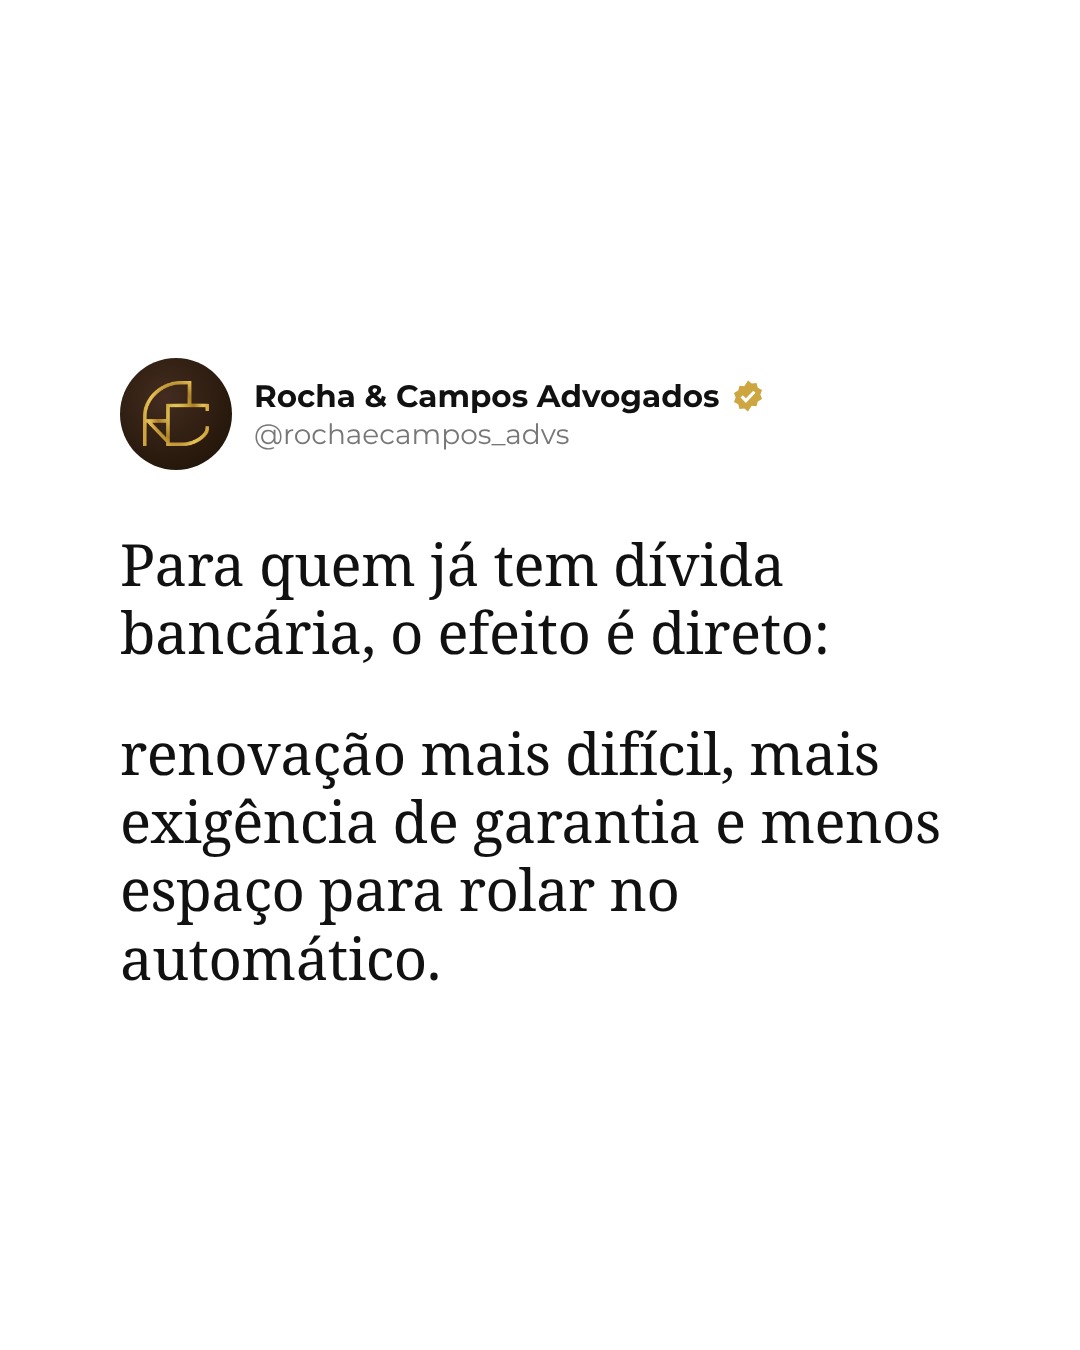 Rocha & Campos Advogados
@rochaecampos_advs
Para quem já tem dívida
bancária, o efeito é direto:
renovação mais difícil, mais
exigência de garantia e menos
espaço para rolar no
automático.